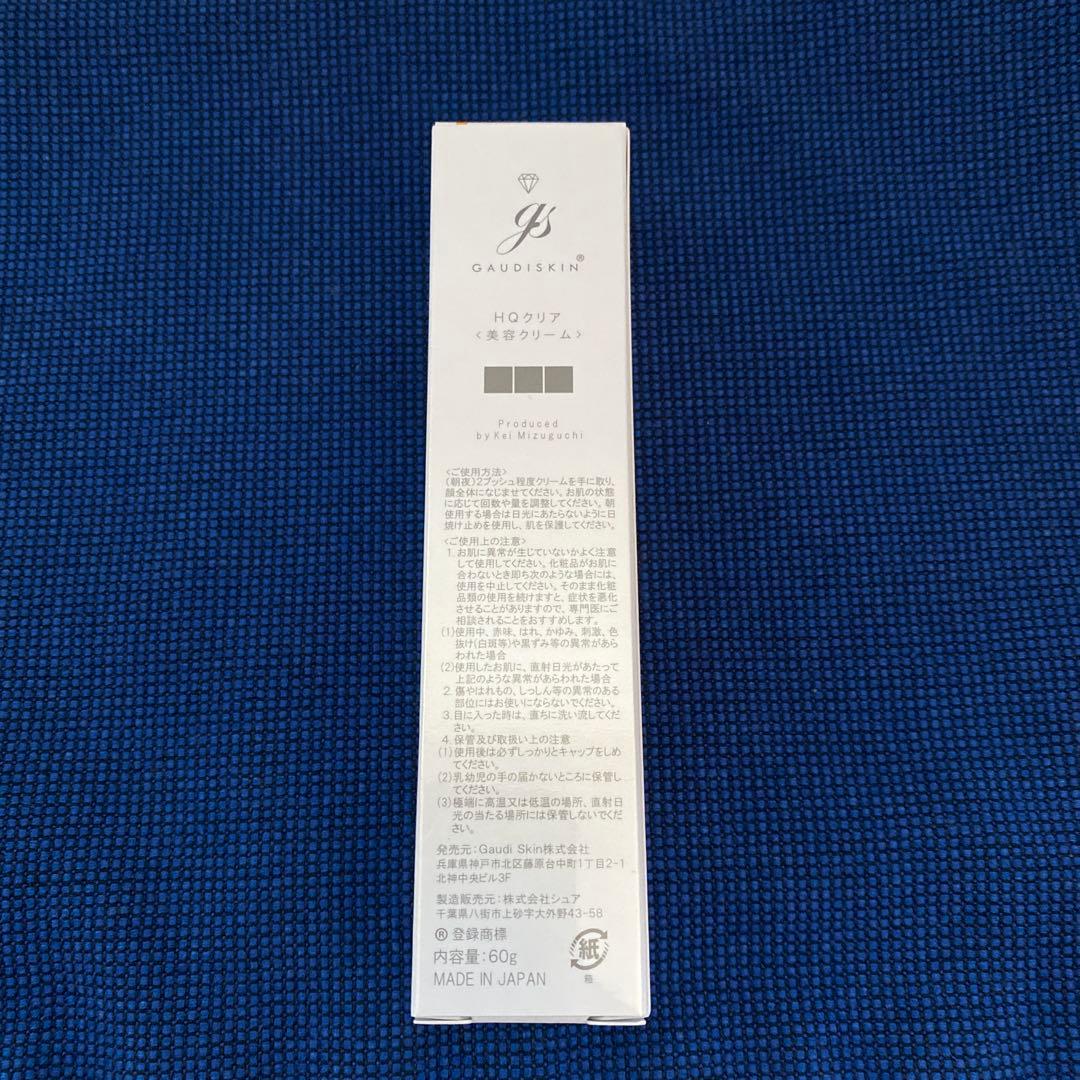 gs
GAUDISKIN®
HQクリア
<美容クリーム>
Produced
by Kei Mizuguchi
<ご使用方法>
(朝夜)2プッシュ程度クリームを手に取り、
顔全体になじませてください。お肌の状態
に応じて回数や量を調整してください。朝
使用する場合は日光にあたらないように日
焼け止めを使用し、肌を保護してください。
<ご使用上の注意>
1. お肌に異常が生じていないかよく注意
して使用してください。化粧品がお肌に
合わないとき即ち次のような場合には、
使用を中止してください。そのまま化粧
品類の使用を続けますと、症状を悪化
させることがありますので、専門医にご
相談されることをおすすめします。
(1)使用中、赤味、はれ、かゆみ、刺激、色
抜け(白斑等)や黒ずみ等の異常があら
われた場合
(2)使用したお肌に、直射日光があたって
上記のような異常があらわれた場合
2. 傷やはれもの、しっしん等の異常のある
部位にはお使いにならないでください。
3. 目に入った時は、直ちに洗い流してくだ
さい。
4. 保管及び取扱い上の注意
(1)使用後は必ずしっかりとキャップをしめ
てください。
(2)乳幼児の手の届かないところに保管し
てください。
(3)極端に高温又は低温の場所、直射日
光の当たる場所には保管しないでくだ
さい。
発売元:Gaudi Skin株式会社
兵庫県神戸市北区藤原台中町1丁目2-1
北神中央ビル3F
製造販売元:株式会社シュア
千葉県八街市上砂字大外野43-58
®登録商標
内容量:60g
MADE IN JAPAN
紙
箱